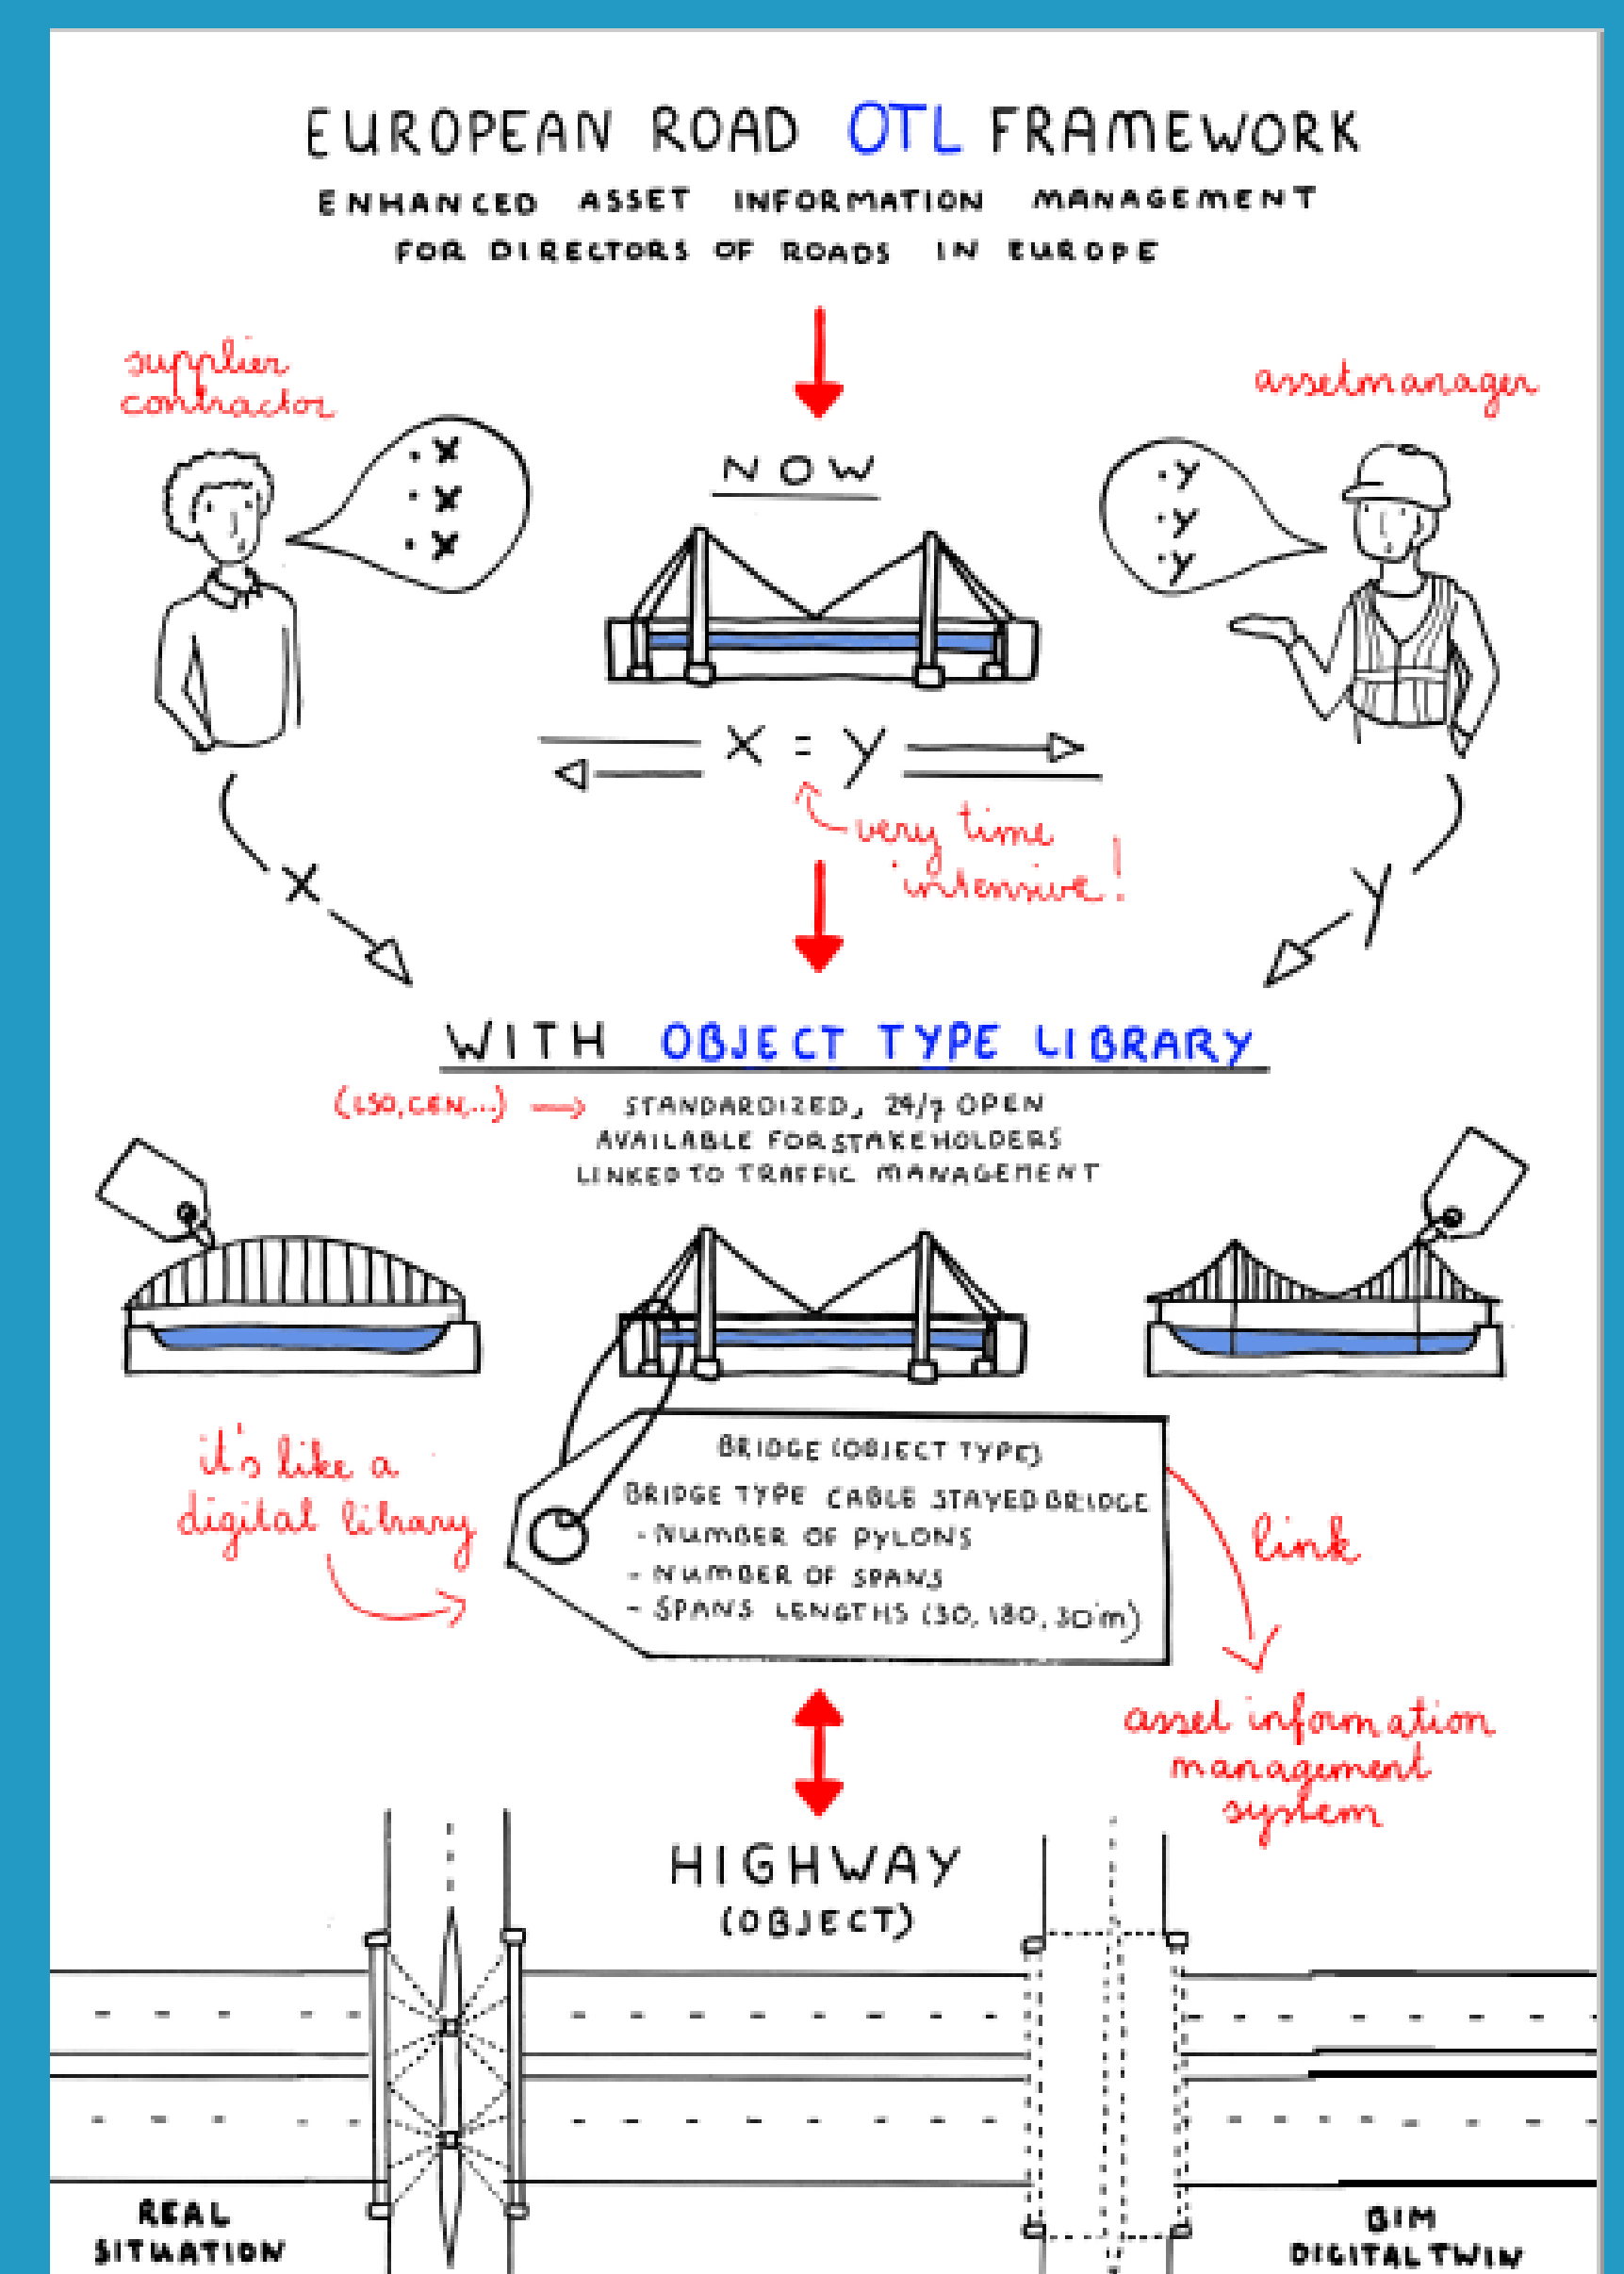 EUROPEAN ROAD OTL FRAMEWORK
ENHANCED ASSET INFORMATION MANAGEMENT
FOR DIRECTORS OF ROADS IN EUROPE
supplier
contractor
assetmanager
• X
• X
• X
NOW
• y
• y
• y
X = y
very time
intensive!
X
y
WITH OBJECT TYPE LIBRARY
(ISO, CEN,...) → STANDARDIZED, 24/7 OPEN
AVAILABLE FOR STAKEHOLDERS
LINKED TO TRAFFIC MANAGEMENT
it's like a
digital library
BRIDGE (OBJECT TYPE)
BRIDGE TYPE CABLE STAYED BRIDGE
- NUMBER OF PYLONS
- NUMBER OF SPANS
- SPANS LENGTHS (30, 180, 30m)
link
asset information
management
system
HIGHWAY
(OBJECT)
REAL
SITUATION
BIM
DIGITAL TWIN